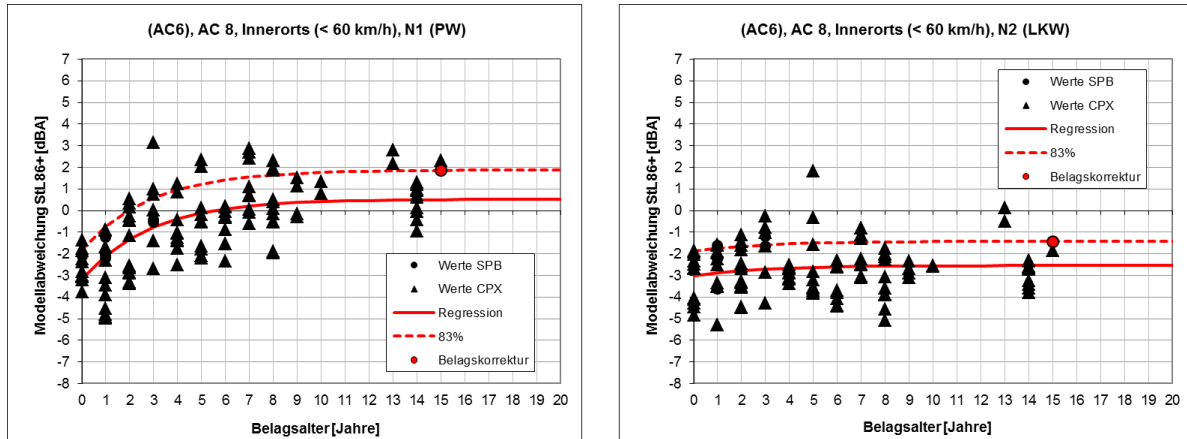 (AC6), AC 8, Innerorts (< 60 km/h), N1 (PW)
Modellabweichung StL86+ [dBA]
7
6
5
4
3
2
1
0
-1
-2
-3
-4
-5
-6
-7
-8
Werte SPB
Werte CPX
Regression
83%
Belagskorrektur
0 1 2 3 4 5 6 7 8 9 10 11 12 13 14 15 16 17 18 19 20
Belagsalter [Jahre]
(AC6), AC 8, Innerorts (< 60 km/h), N2 (LKW)
Modellabweichung StL86+ [dBA]
7
6
5
4
3
2
1
0
-1
-2
-3
-4
-5
-6
-7
-8
Werte SPB
Werte CPX
Regression
83%
Belagskorrektur
0 1 2 3 4 5 6 7 8 9 10 11 12 13 14 15 16 17 18 19 20
Belagsalter [Jahre]